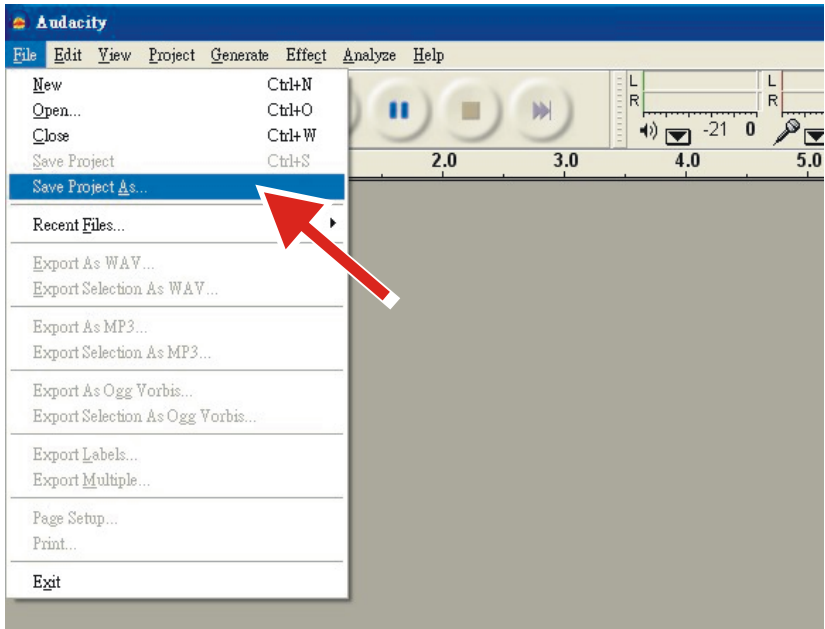 Audacity
File Edit View Project Generate Effect Analyze Help
New Ctrl+N
Open... Ctrl+O
Close Ctrl+W
Save Project Ctrl+S
Save Project As...
Recent Files...
Export As WAV...
Export Selection As WAV...
Export As MP3...
Export Selection As MP3...
Export As Ogg Vorbis...
Export Selection As Ogg Vorbis...
Export Labels...
Export Multiple...
Page Setup...
Print...
Exit
L L
R R
-21 0
2.0 3.0 4.0 5.0